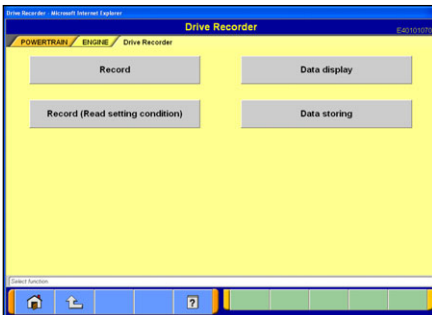 Drive Recorder - Microsoft Internet Explorer
Drive Recorder
E40101070
POWERTRAIN ENGINE Drive Recorder
Record
Data display
Record (Read setting condition)
Data storing
Select function.
?